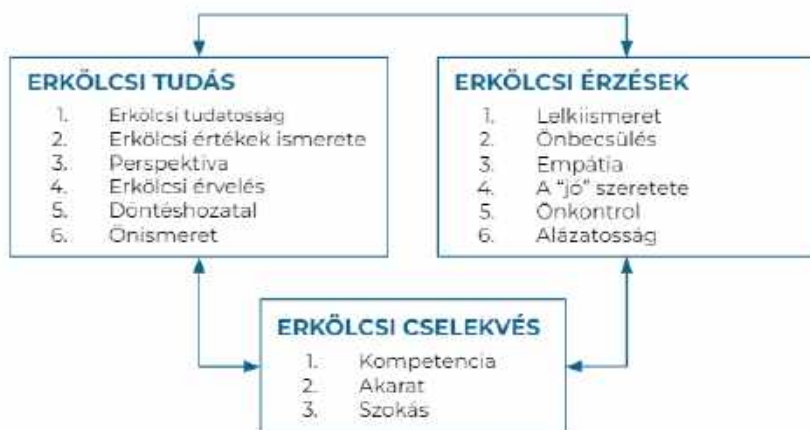 ERKÖLCSI TUDÁS
1. Erkölcsi tudatosság
2. Erkölcsi értékek ismerete
3. Perspektíva
4. Erkölcsi érvelés
5. Döntéshozatal
6. Önismeret
ERKÖLCSI ÉRZÉSEK
1. Lelkiismeret
2. Önbecsülés
3. Empátia
4. A "jó" szeretete
5. Önkontrol
6. Alázatosság
ERKÖLCSI CSELEKVÉS
1. Kompetencia
2. Akarat
3. Szokás